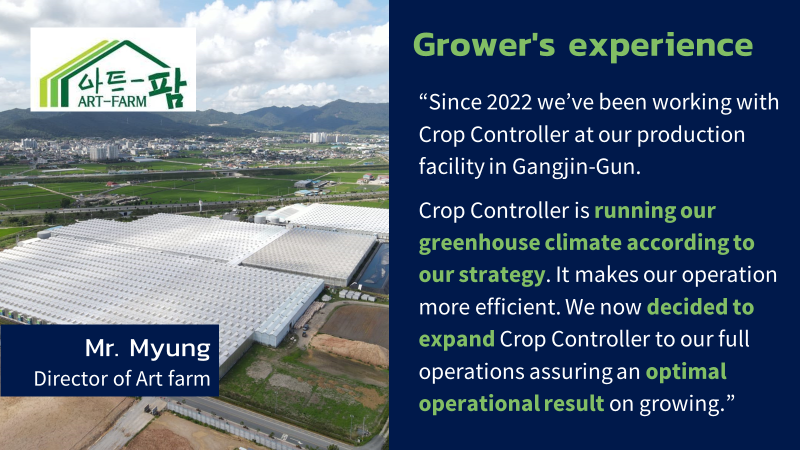 아트-팜
ART-FARM
Mr. Myung
Director of Art farm
Grower's experience
“Since 2022 we’ve been working with
Crop Controller at our production
facility in Gangjin-Gun.
Crop Controller is running our
greenhouse climate according to
our strategy. It makes our operation
more efficient. We now decided to
expand Crop Controller to our full
operations assuring an optimal
operational result on growing.”